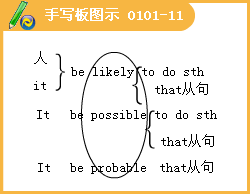 手写板图示 0101-11
人
be likely to do sth
it
that从句
It be possible to do sth
that从句
It be probable that从句